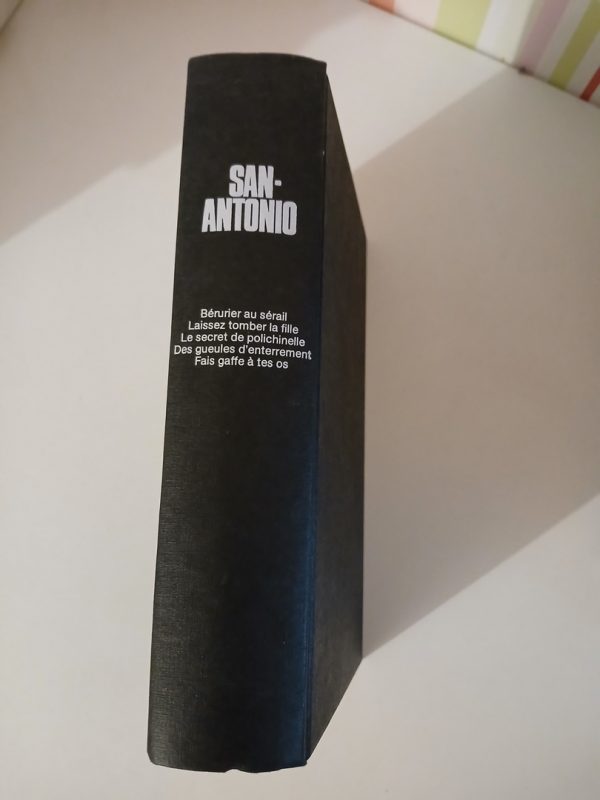 SAN-
ANTONIO
Bérurier au sérail
Laissez tomber la fille
Le secret de polichinelle
Des gueules d'enterrement
Fais gaffe à tes os